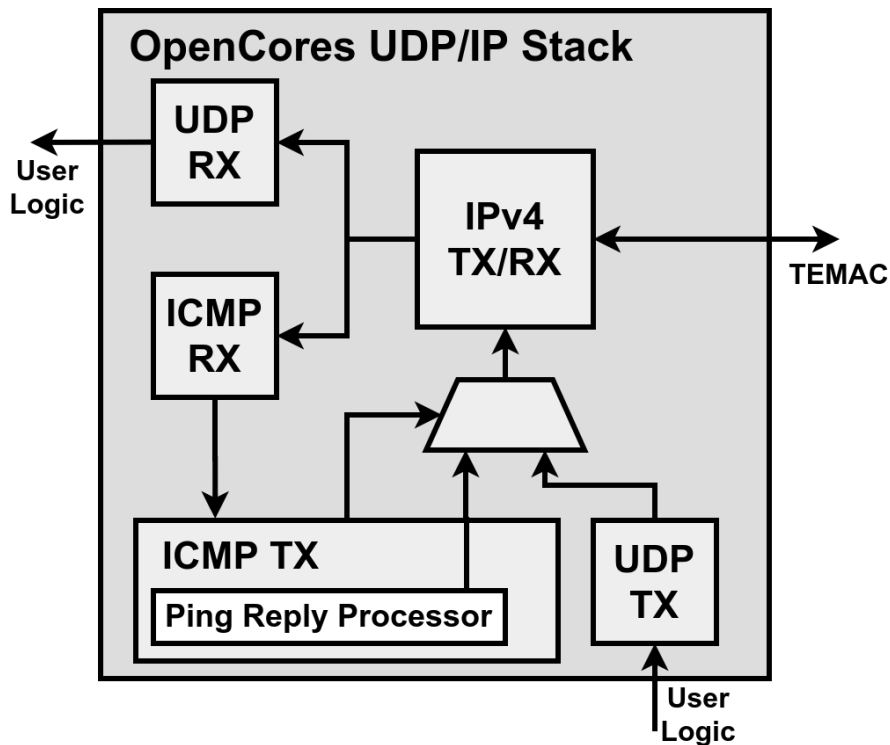 OpenCores UDP/IP Stack
UDP
RX
User
Logic
IPv4
TX/RX
TEMAC
ICMP
RX
ICMP TX
Ping Reply Processor
UDP
TX
User
Logic